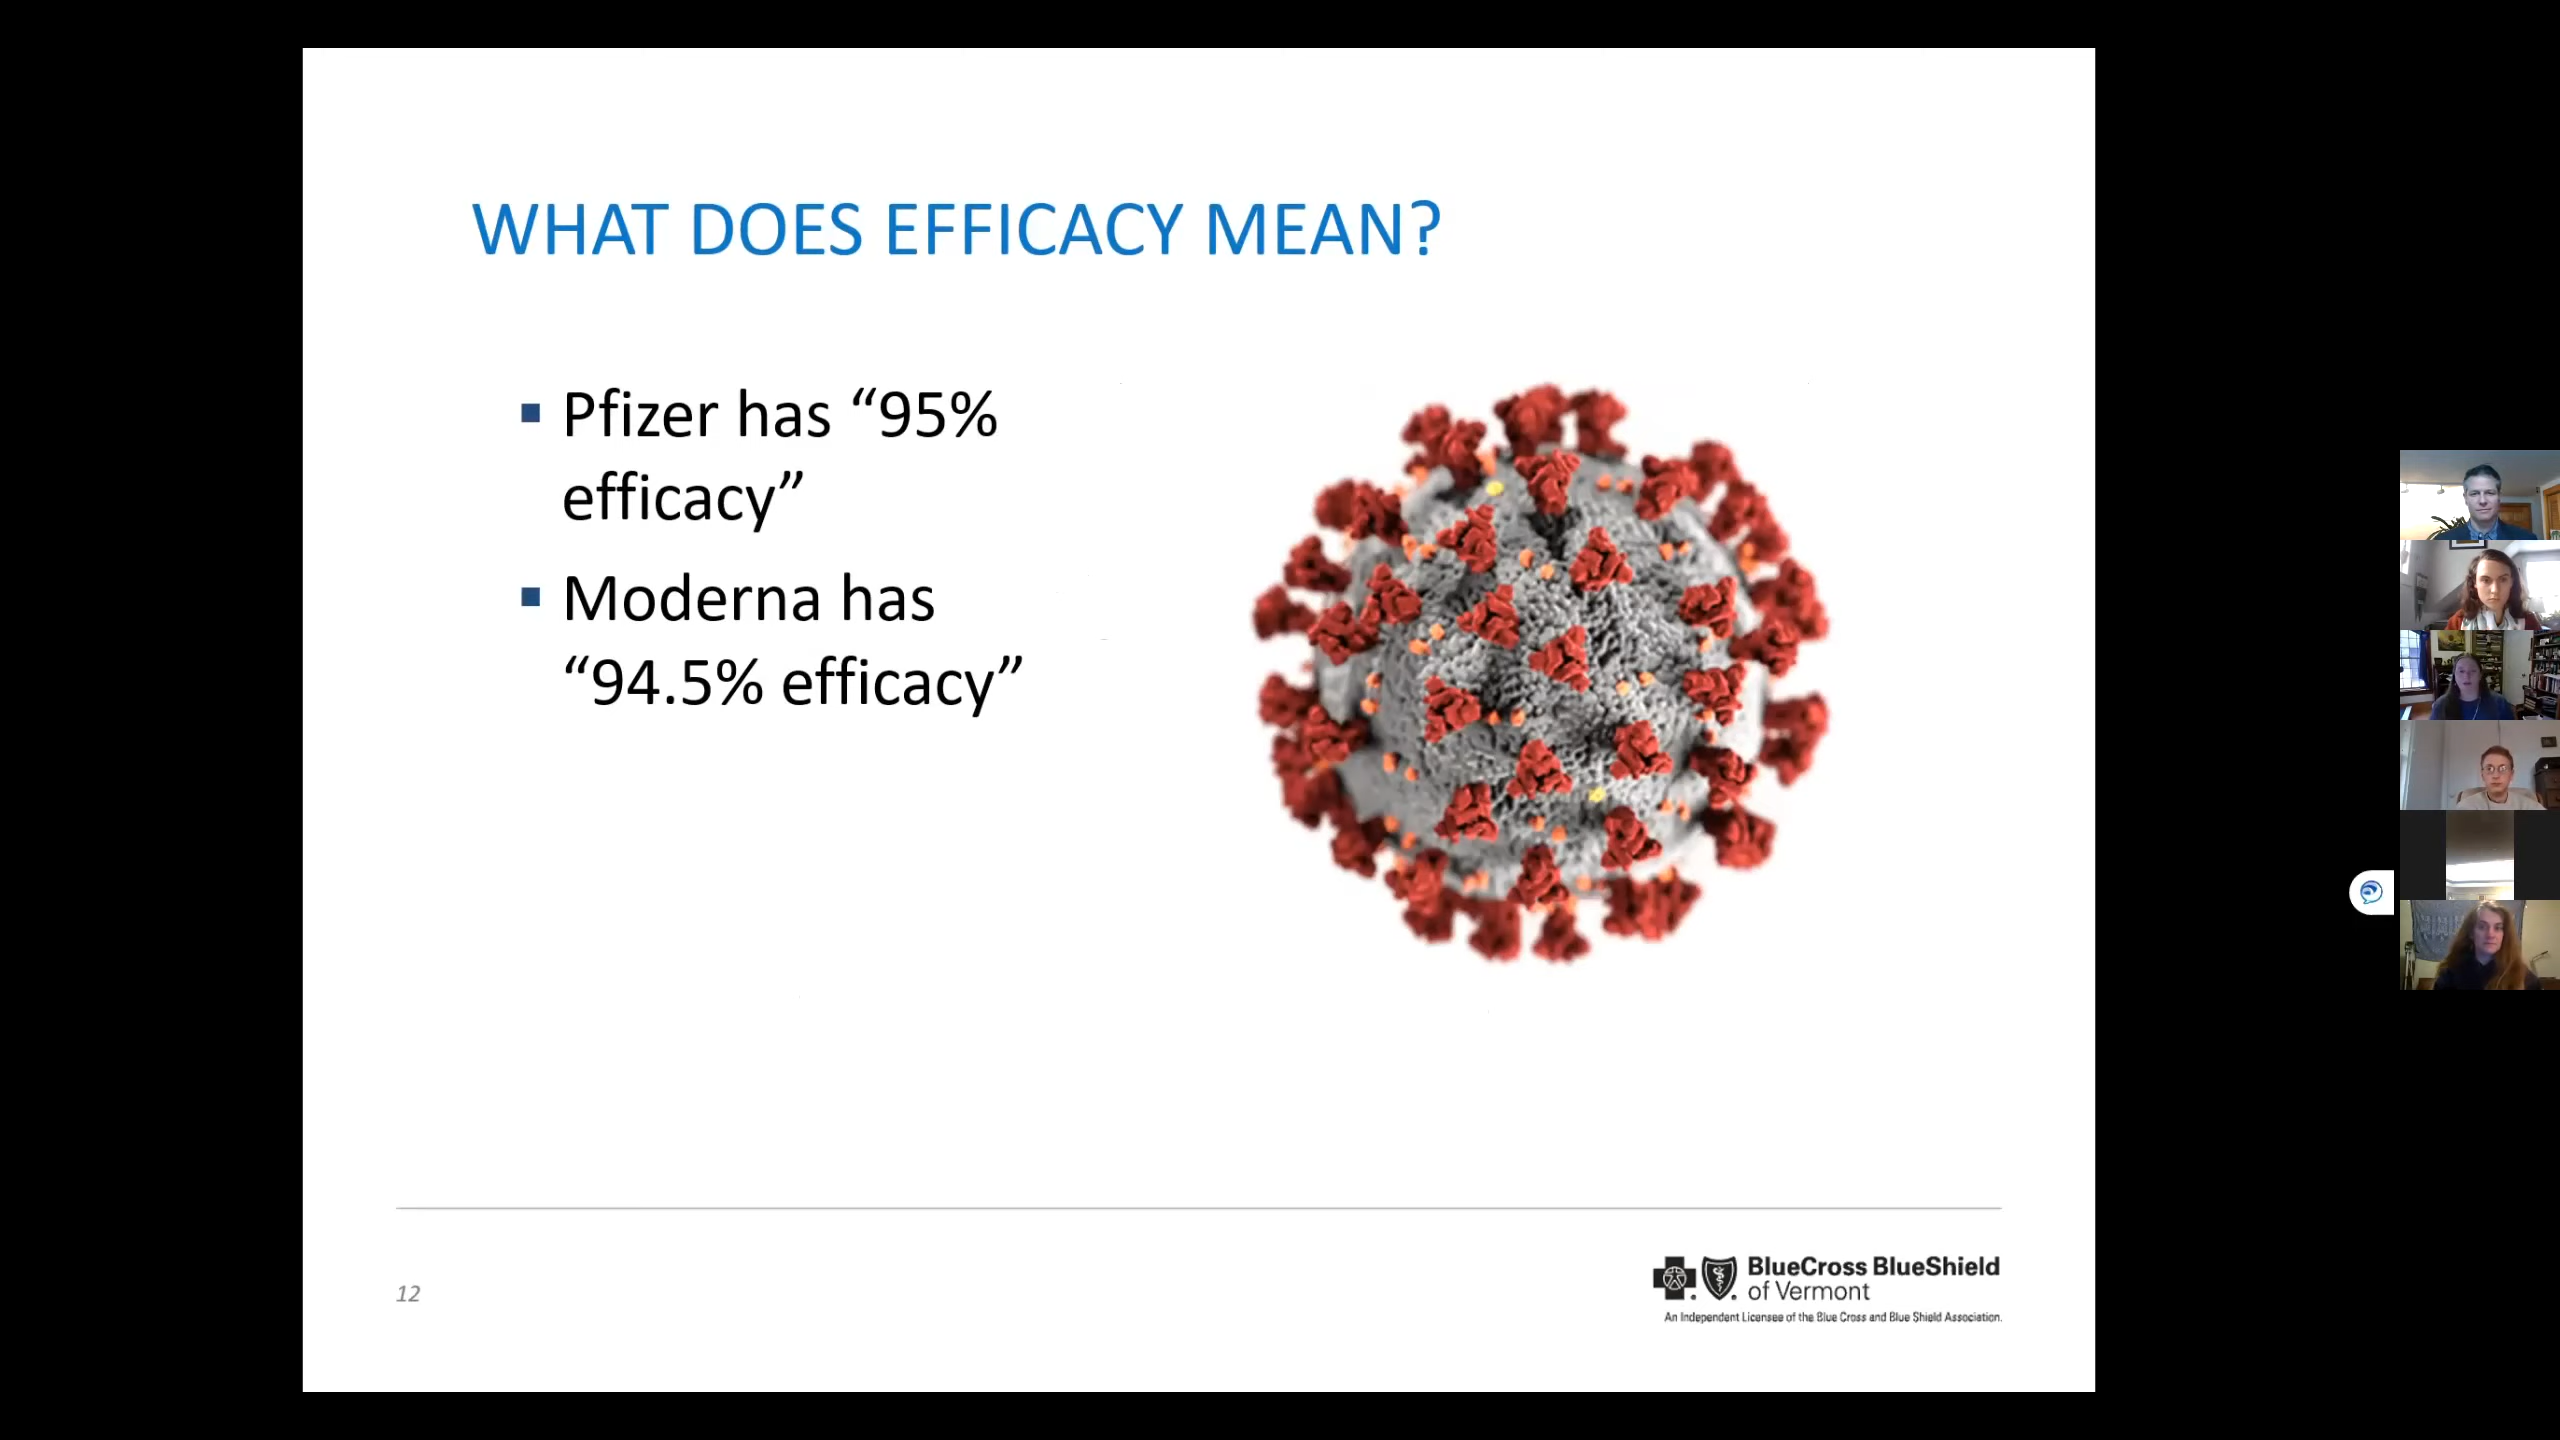 WHAT DOES EFFICACY MEAN?
▪ Pfizer has “95%
efficacy”
▪ Moderna has
“94.5% efficacy”
12
BlueCross BlueShield
of Vermont
An Independent Licensee of the Blue Cross and Blue Shield Association.